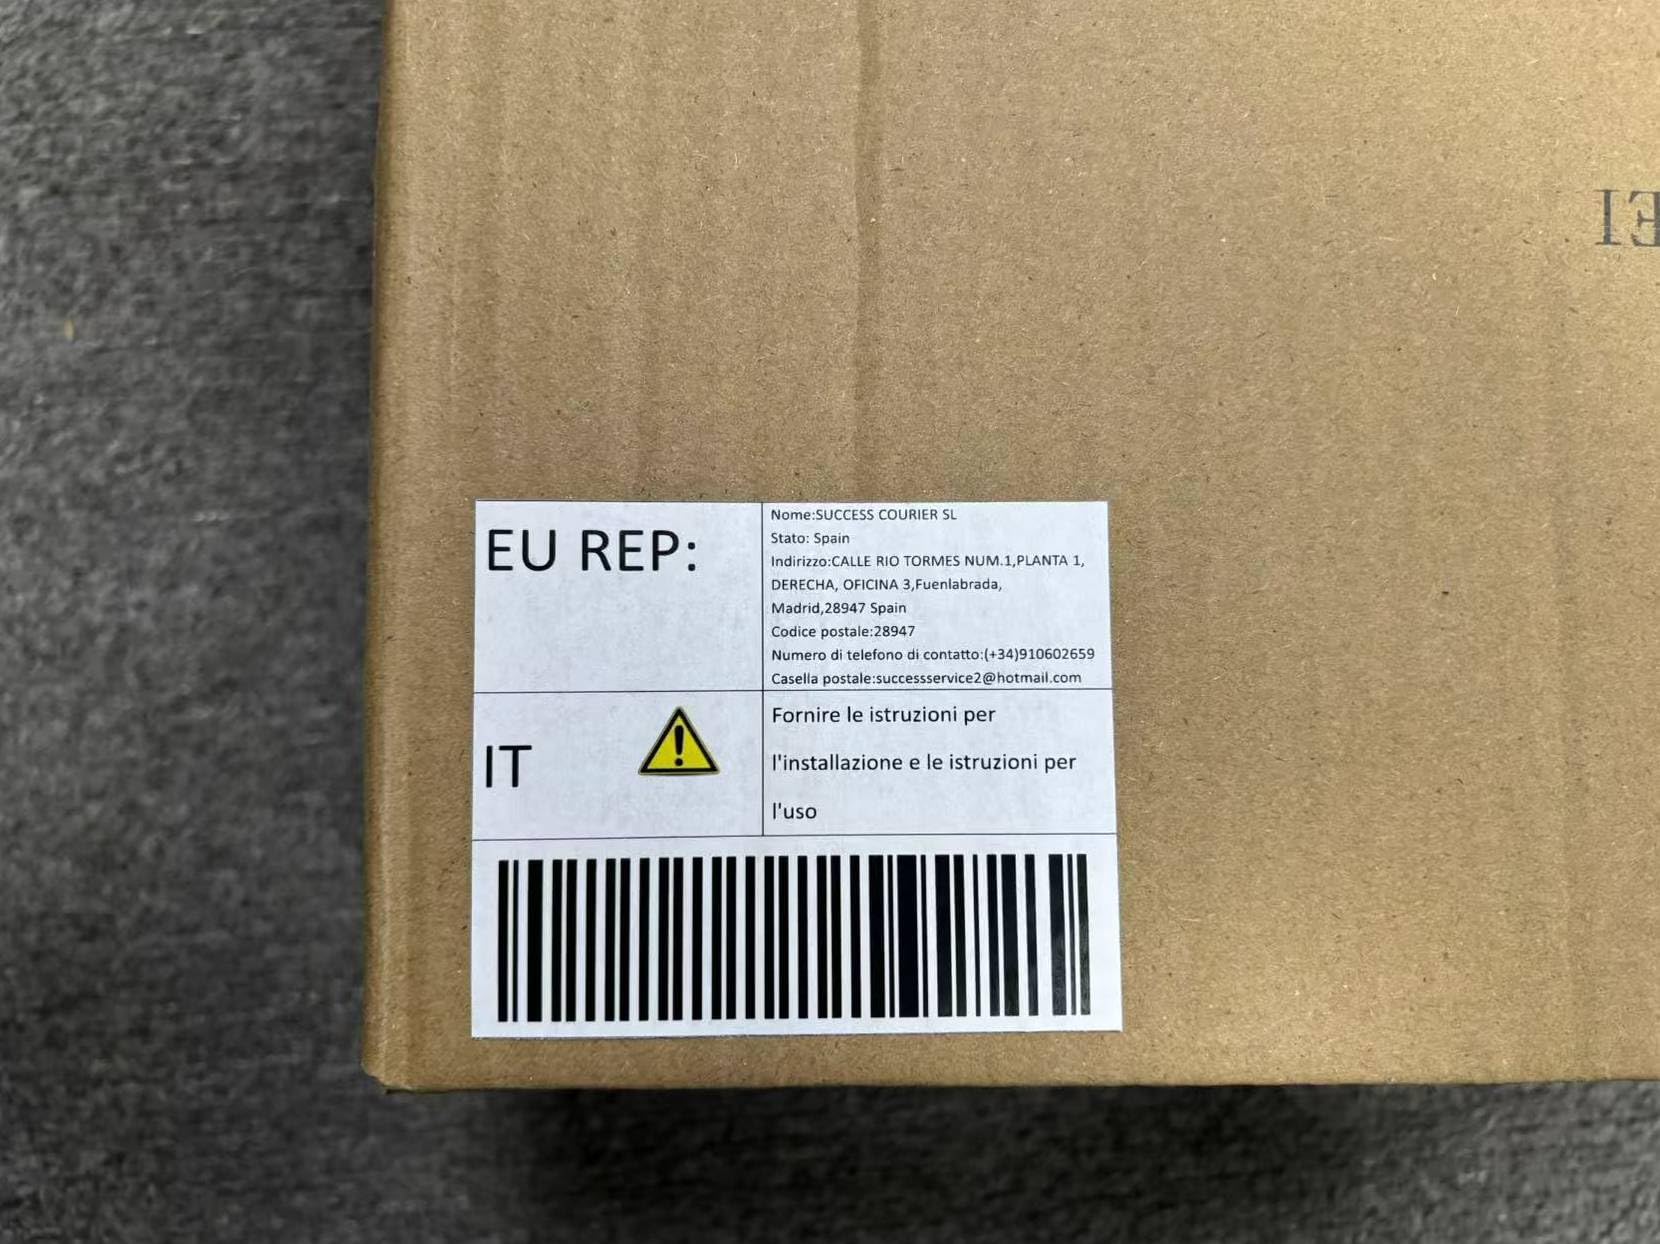 EI
EU REP:
Nome:SUCCESS COURIER SL
Stato: Spain
Indirizzo:CALLE RIO TORMES NUM.1,PLANTA 1,
DERECHA, OFICINA 3,Fuenlabrada,
Madrid,28947 Spain
Codice postale:28947
Numero di telefono di contatto:(+34)910602659
Casella postale:successservice2@hotmail.com
IT
Fornire le istruzioni per
l'installazione e le istruzioni per
l'uso